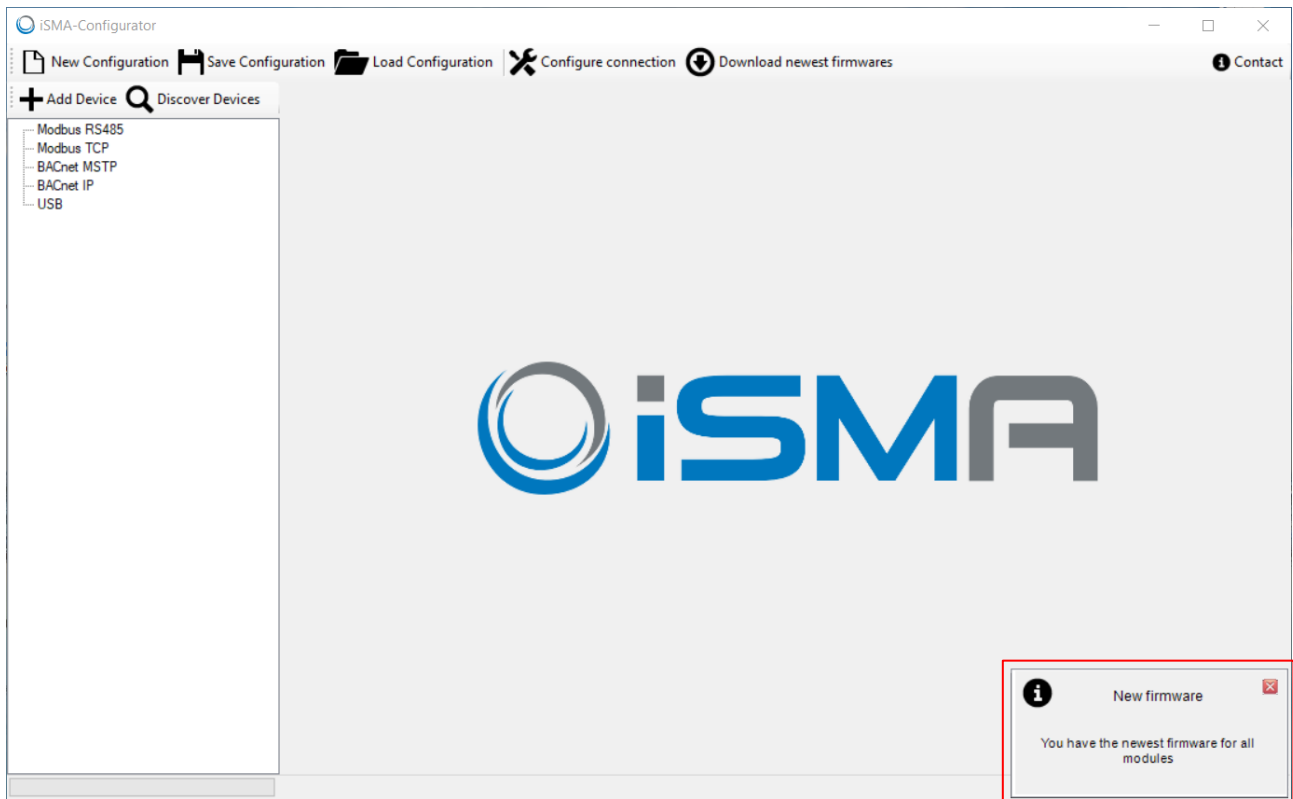 iSMA-Configurator
New Configuration Save Configuration Load Configuration Configure connection Download newest firmwares Contact
Add Device Discover Devices
Modbus RS485
Modbus TCP
BACnet MSTP
BACnet IP
USB
iSMA
New firmware
You have the newest firmware for all
modules